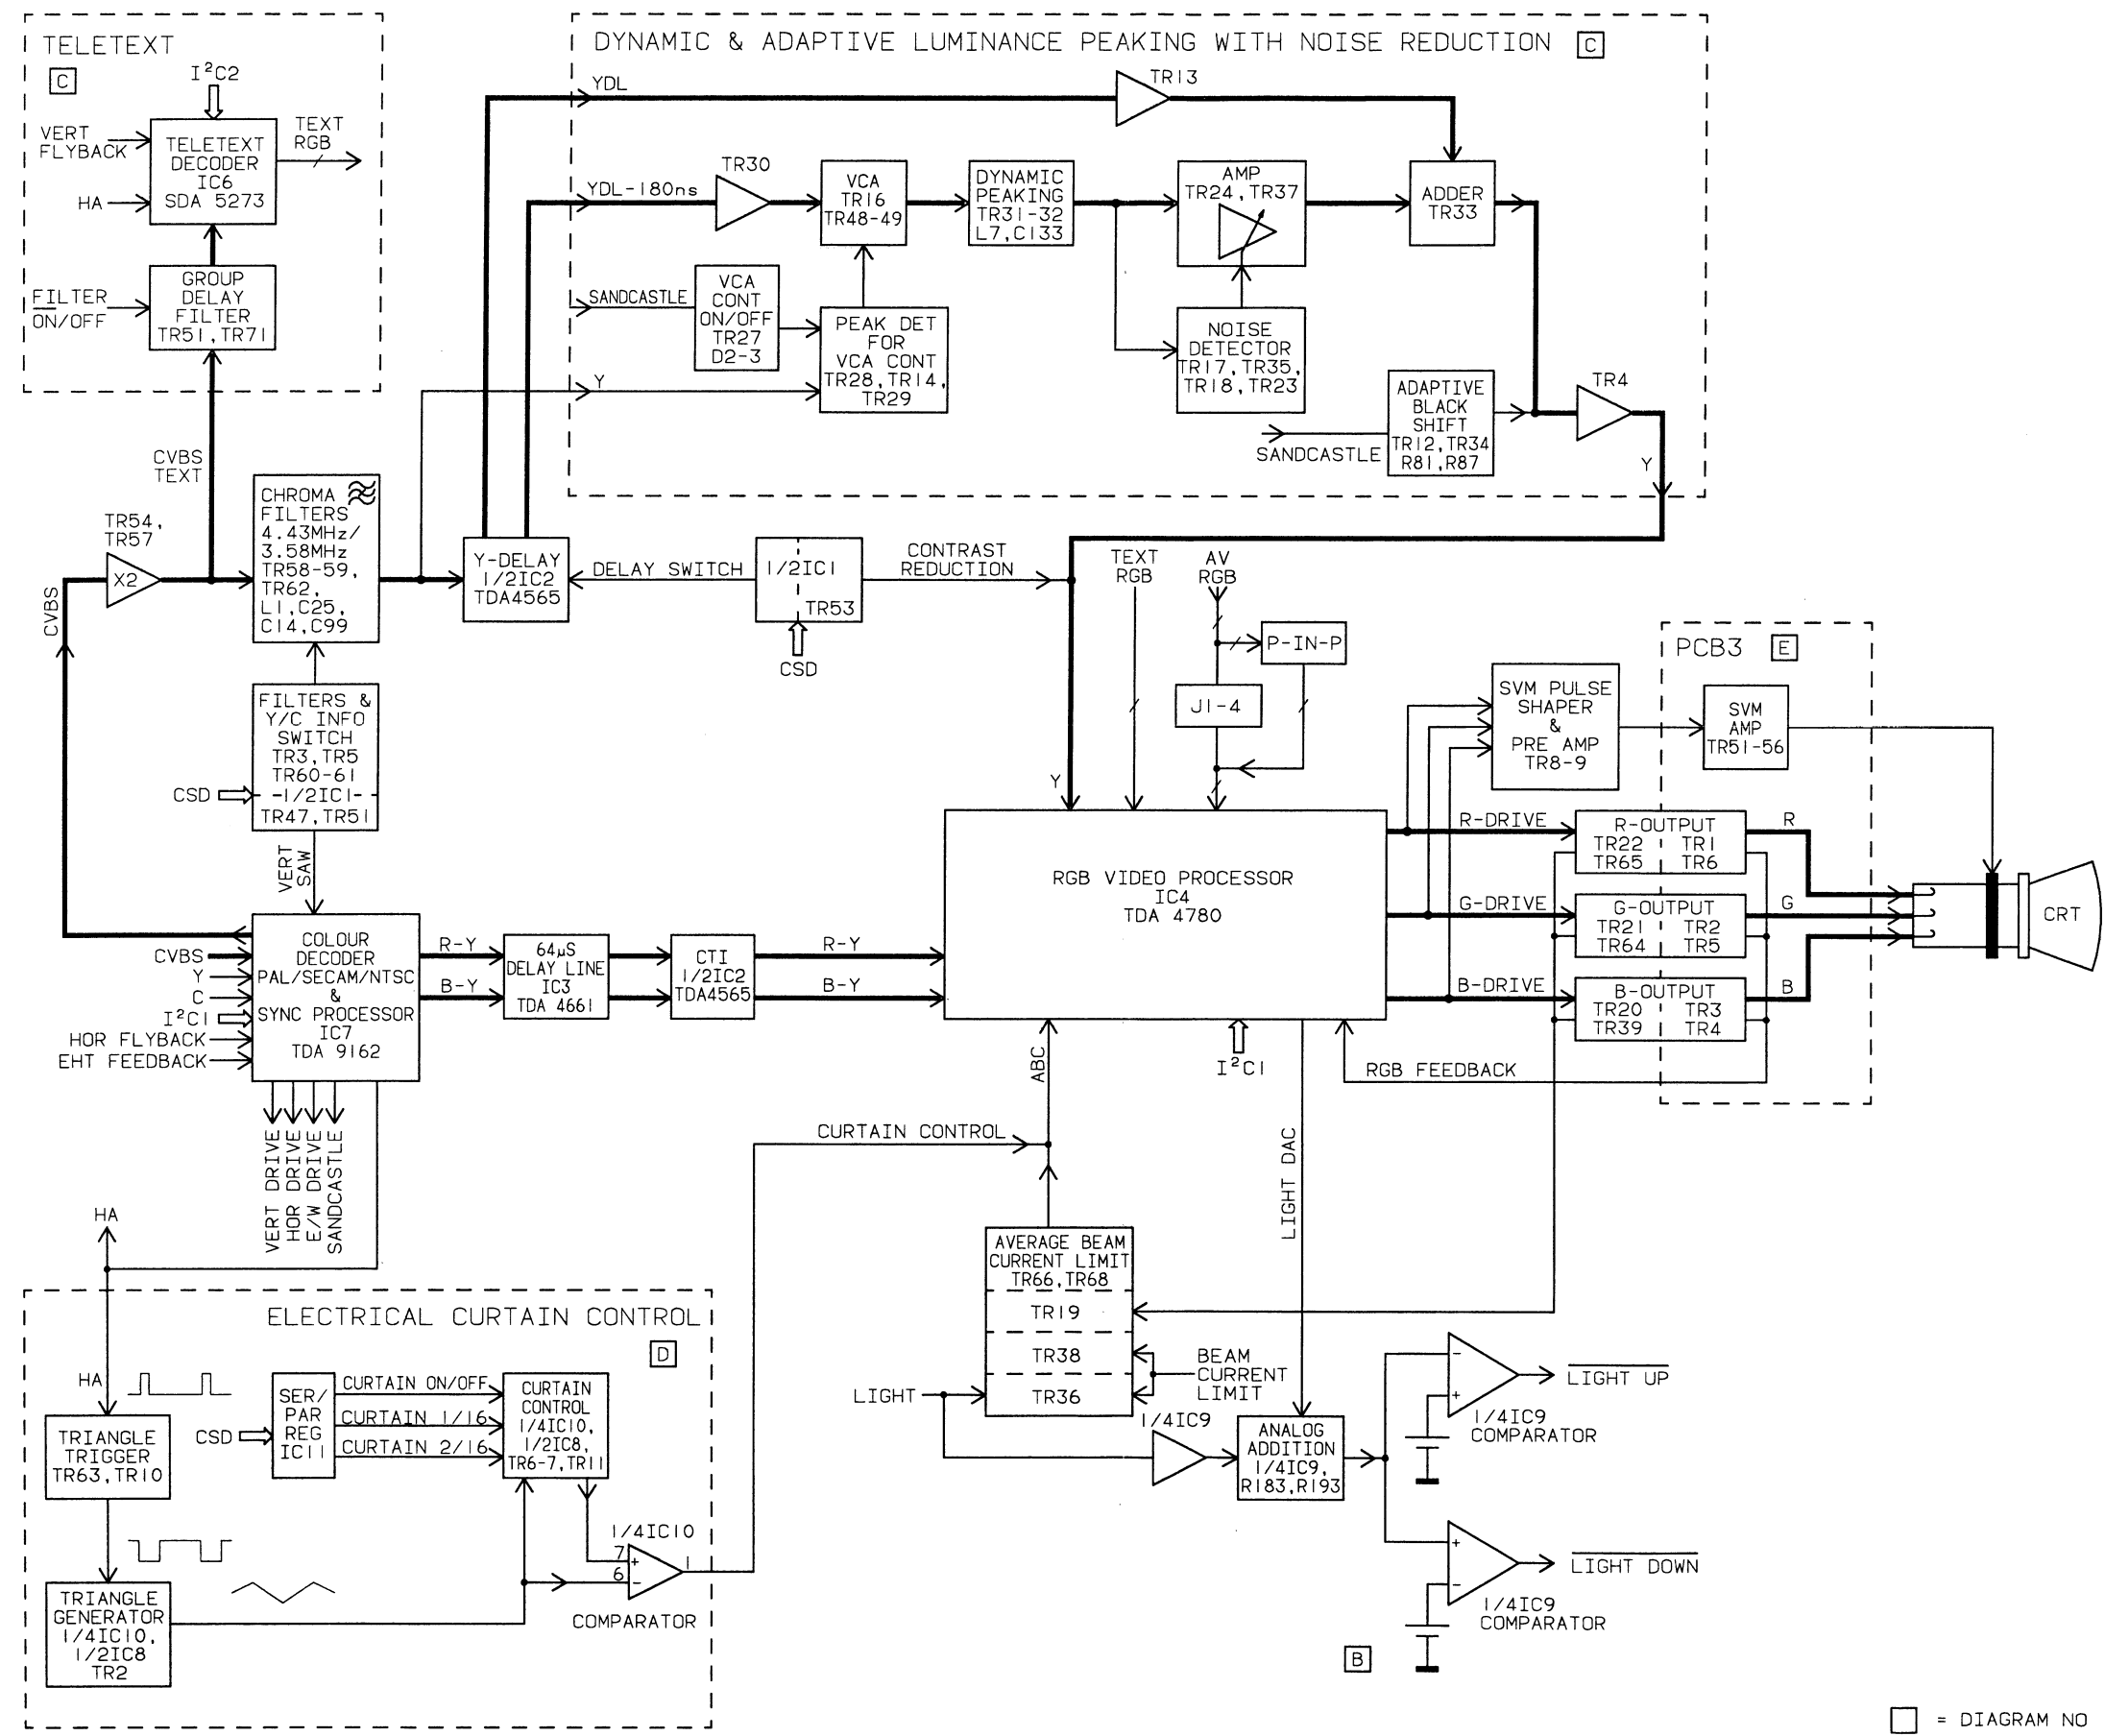 TELETEXT
C
I²C2
VERT
FLYBACK
HA
TELETEXT
DECODER
IC6
SDA 5273
TEXT
RGB
FILTER
ON/OFF
GROUP
DELAY
FILTER
TR51, TR71
CVBS
TEXT
DYNAMIC & ADAPTIVE LUMINANCE PEAKING WITH NOISE REDUCTION
C
YDL
TR13
YDL-180ns
TR30
VCA
TR16
TR48-49
DYNAMIC
PEAKING
TR31-32
L7, C133
AMP
TR24, TR37
ADDER
TR33
SANDCASTLE
VCA
CONT
ON/OFF
TR27
D2-3
PEAK DET
FOR
VCA CONT
TR28, TR14,
TR29
Y
NOISE
DETECTOR
TR17, TR35,
TR18, TR23
ADAPTIVE
BLACK
SHIFT
TR12, TR34
R81, R87
SANDCASTLE
TR4
Y
CVBS
TR54,
TR57
X2
CHROMA
FILTERS
4.43MHz/
3.58MHz
TR58-59,
TR62,
L1, C25,
C14, C99
Y-DELAY
1/2IC2
TDA4565
DELAY SWITCH
1/2IC1
TR53
CSD
CONTRAST
REDUCTION
TEXT
RGB
AV
RGB
P-IN-P
J1-4
Y
FILTERS &
Y/C INFO
SWITCH
TR3, TR5
TR60-61
-1/2IC1-
TR47, TR51
CSD
VERT
SAW
SVM PULSE
SHAPER
&
PRE AMP
TR8-9
PCB3
E
SVM
AMP
TR51-56
CVBS
Y
C
I²C1
HOR FLYBACK
EHT FEEDBACK
COLOUR
DECODER
PAL/SECAM/NTSC
&
SYNC PROCESSOR
IC7
TDA 9162
R-Y
B-Y
64µS
DELAY LINE
IC3
TDA 4661
CTI
1/2IC2
TDA4565
R-Y
B-Y
RGB VIDEO PROCESSOR
IC4
TDA 4780
R-DRIVE
G-DRIVE
B-DRIVE
R-OUTPUT
TR22 TR1
TR65 TR6
G-OUTPUT
TR21 TR2
TR64 TR5
B-OUTPUT
TR20 TR3
TR39 TR4
R
G
B
CRT
RGB FEEDBACK
ABC
I²C1
LIGHT DAC
VERT DRIVE
HOR DRIVE
E/W DRIVE
SANDCASTLE
HA
CURTAIN CONTROL
AVERAGE BEAM
CURRENT LIMIT
TR66, TR68
TR19
TR38
TR36
BEAM
CURRENT
LIMIT
LIGHT
1/4IC9
ANALOG
ADDITION
1/4IC9,
R183, R193
-
+
LIGHT UP
1/4IC9
COMPARATOR
+
-
LIGHT DOWN
1/4IC9
COMPARATOR
B
ELECTRICAL CURTAIN CONTROL
D
HA
TRIANGLE
TRIGGER
TR63, TR10
CSD
SER/
PAR
REG
IC11
CURTAIN ON/OFF
CURTAIN 1/16
CURTAIN 2/16
CURTAIN
CONTROL
1/4IC10,
1/2IC8,
TR6-7, TR11
TRIANGLE
GENERATOR
1/4IC10,
1/2IC8
TR2
1/4IC10
7 +
6 -
1
COMPARATOR
= DIAGRAM NO